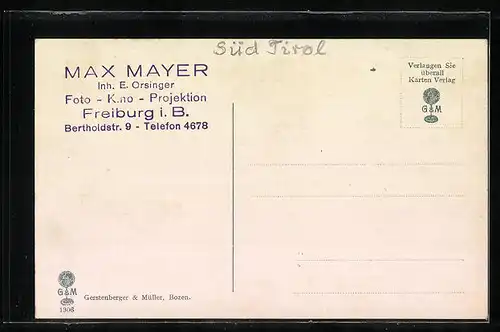 Süd Tirol
MAX MAYER
Inh. E. Orsinger
Foto - Kino - Projektion
Freiburg i. B.
Bertholdstr. 9 - Telefon 4678
Verlangen Sie
überall
Karten Verlag
G M
G M
1306
Gerstenberger & Müller, Bozen.